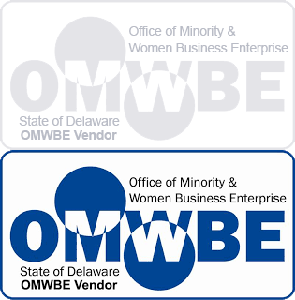 Office of Minority &
Women Business Enterprise
OMWBE
State of Delaware
OMWBE Vendor
Office of Minority &
Women Business Enterprise
OMWBE
State of Delaware
OMWBE Vendor